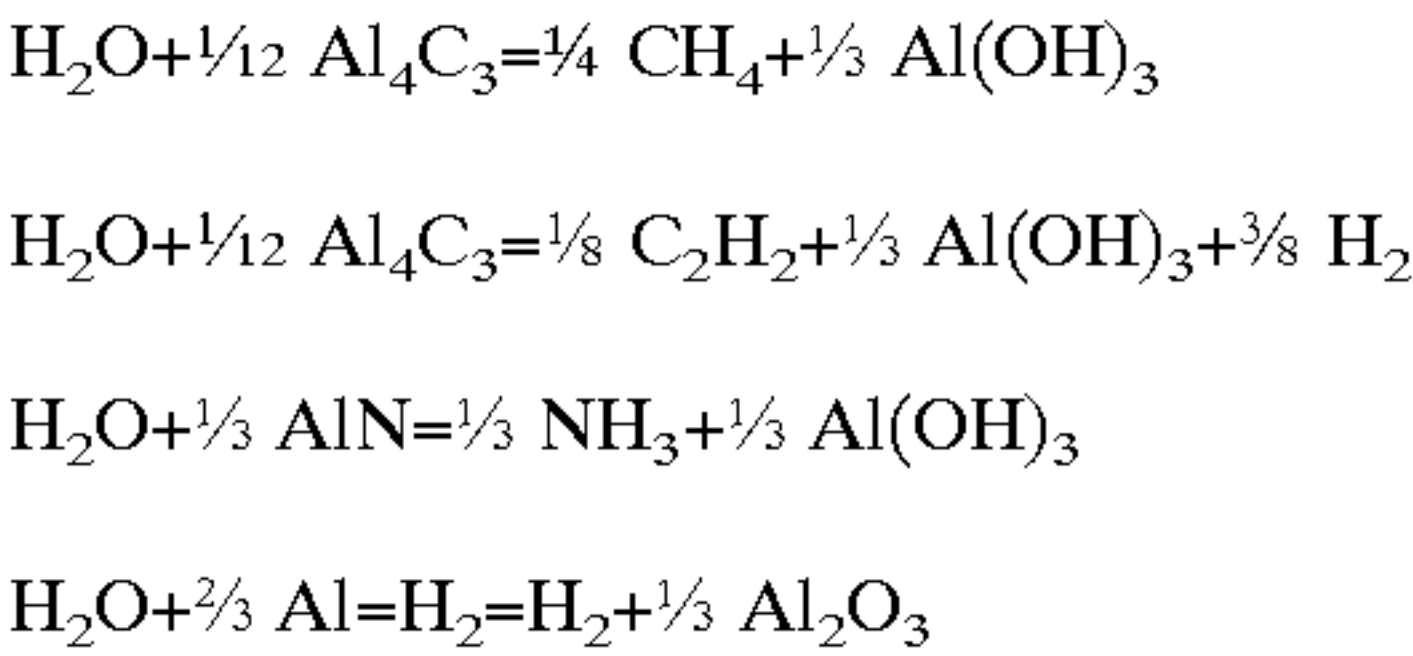 H₂O+¹⁄₁₂ Al₄C₃=¼ CH₄+⅓ Al(OH)₃
H₂O+¹⁄₁₂ Al₄C₃=⅛ C₂H₂+⅓ Al(OH)₃+⅜ H₂
H₂O+⅓ AlN=⅓ NH₃+⅓ Al(OH)₃
H₂O+⅔ Al=H₂=H₂+⅓ Al₂O₃